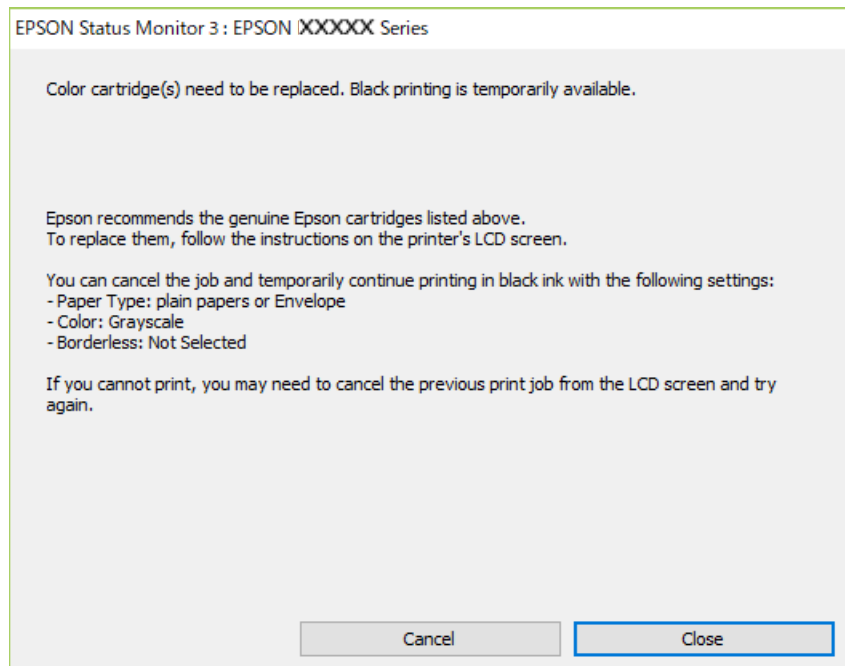 EPSON Status Monitor 3 : EPSON XXXXX Series
Color cartridge(s) need to be replaced. Black printing is temporarily available.
Epson recommends the genuine Epson cartridges listed above.
To replace them, follow the instructions on the printer's LCD screen.
You can cancel the job and temporarily continue printing in black ink with the following settings:
- Paper Type: plain papers or Envelope
- Color: Grayscale
- Borderless: Not Selected
If you cannot print, you may need to cancel the previous print job from the LCD screen and try
again.
Cancel
Close